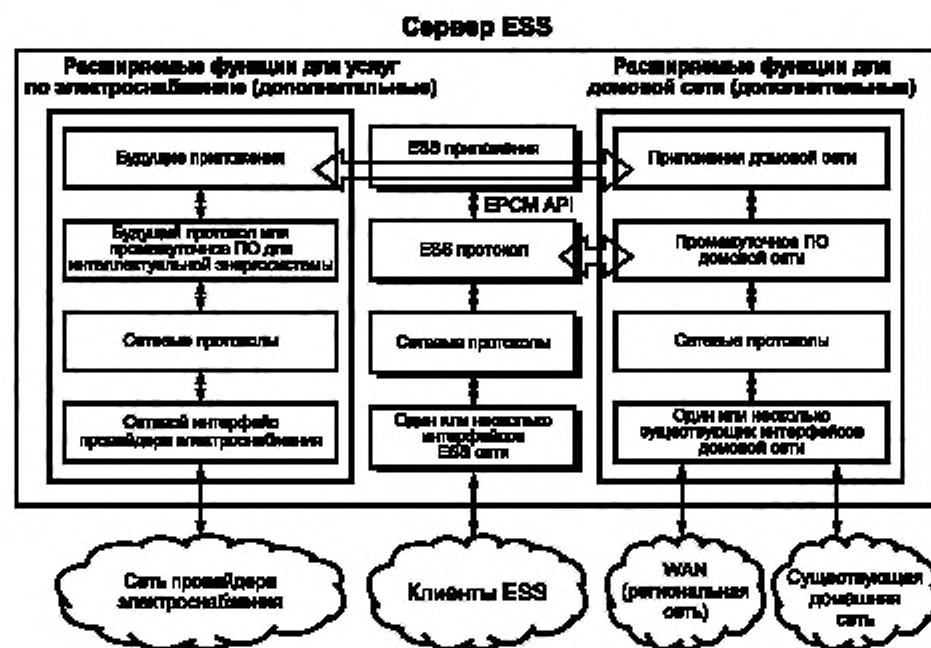 Сервер ESS
Расширяемые функции для услуг
по электроснабжению (дополнительные)
Расширяемые функции для
домовой сети (дополнительные)
Будущие приложения
ESS приложения
Приложения домовой сети
EPCM API
Будущий протокол или
промежуточное ПО для
интеллектуальной энергосистемы
ESS протокол
Промежуточное ПО
домовой сети
Сетевые протоколы
Сетевые протоколы
Сетевые протоколы
Сетевой интерфейс
провайдера электроснабжения
Один или несколько
интерфейсов
ESS сети
Один или несколько
существующих интерфейсов
домовой сети
Сеть провайдера
электроснабжения
Клиенты ESS
WAN
(региональная
сеть)
Существующая
домашняя
сеть